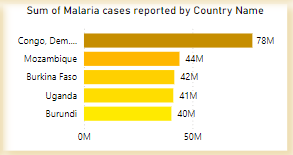 Sum of Malaria cases reported by Country Name
Congo, Dem.... 78M
Mozambique 44M
Burkina Faso 42M
Uganda 41M
Burundi 40M
0M 50M